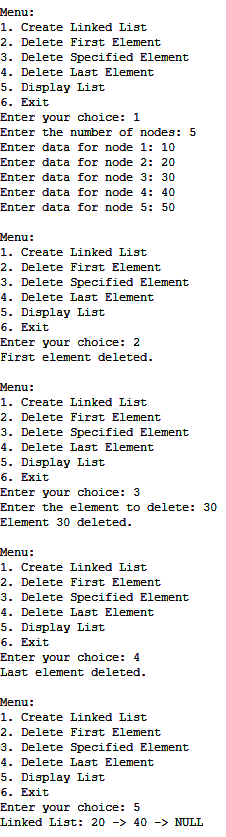 Menu:
1. Create Linked List
2. Delete First Element
3. Delete Specified Element
4. Delete Last Element
5. Display List
6. Exit
Enter your choice: 1
Enter the number of nodes: 5
Enter data for node 1: 10
Enter data for node 2: 20
Enter data for node 3: 30
Enter data for node 4: 40
Enter data for node 5: 50
Menu:
1. Create Linked List
2. Delete First Element
3. Delete Specified Element
4. Delete Last Element
5. Display List
6. Exit
Enter your choice: 2
First element deleted.
Menu:
1. Create Linked List
2. Delete First Element
3. Delete Specified Element
4. Delete Last Element
5. Display List
6. Exit
Enter your choice: 3
Enter the element to delete: 30
Element 30 deleted.
Menu:
1. Create Linked List
2. Delete First Element
3. Delete Specified Element
4. Delete Last Element
5. Display List
6. Exit
Enter your choice: 4
Last element deleted.
Menu:
1. Create Linked List
2. Delete First Element
3. Delete Specified Element
4. Delete Last Element
5. Display List
6. Exit
Enter your choice: 5
Linked List: 20 -> 40 -> NULL